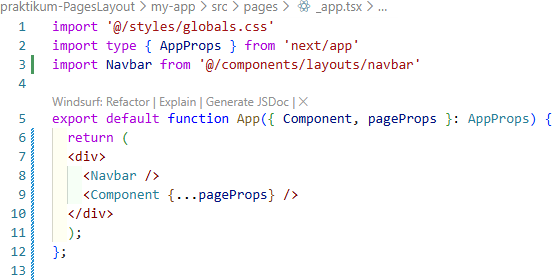 praktikum-PagesLayout > my-app > src > pages > _app.tsx > ...
1 import '@/styles/globals.css'
2 import type { AppProps } from 'next/app'
3 import Navbar from '@/components/layouts/navbar'
4
Windsurf: Refactor | Explain | Generate JSDoc | X
5 export default function App({ Component, pageProps }: AppProps) {
6 return (
7 <div>
8 <Navbar />
9 <Component {...pageProps} />
10 </div>
11 );
12 };
13